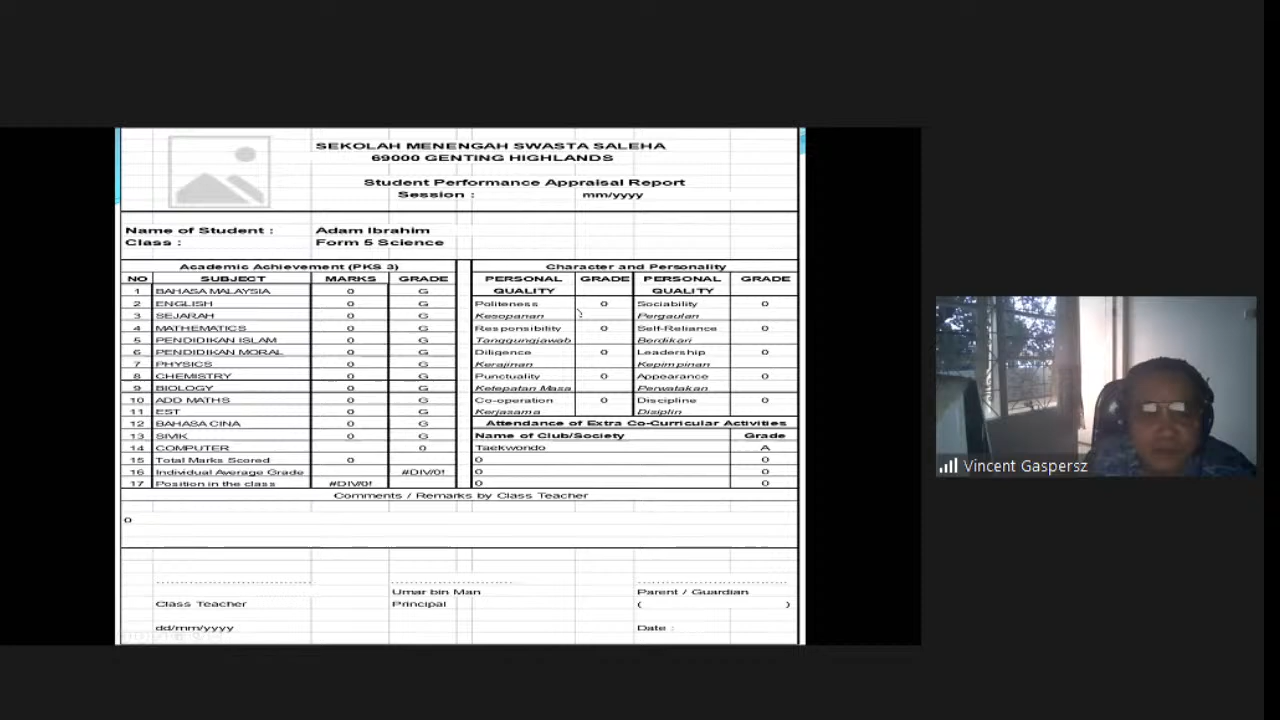 SEKOLAH MENENGAH SWASTA SALEHA
69000 GENTING HIGHLANDS
Student Performance Appraisal Report
Session : mm/yyyy
Name of Student : Adam Ibrahim
Class : Form 5 Science
Academic Achievement (PKS 3)
NO SUBJECT MARKS GRADE
1 BAHASA MALAYSIA 0 G
2 ENGLISH 0 G
3 SEJARAH 0 G
4 MATHEMATICS 0 G
5 PENDIDIKAN ISLAM 0 G
6 PENDIDIKAN MORAL 0 G
7 PHYSICS 0 G
8 CHEMISTRY 0 G
9 BIOLOGY 0 G
10 ADD MATHS 0 G
11 EST 0 G
12 BAHASA CINA 0 G
13 SIVIK 0 G
14 COMPUTER 0
15 Total Marks Scored 0
16 Individual Average Grade #DIV/0!
17 Position in the class #DIV/0!
Character and Personality
PERSONAL QUALITY GRADE PERSONAL QUALITY GRADE
Politeness 0 Sociability 0
Kesopanan Pergaulan
Responsibility 0 Self-Reliance 0
Tanggungjawab Berdikari
Diligence 0 Leadership 0
Kerajinan Kepimpinan
Punctuality 0 Appearance 0
Ketepatan Masa Perwatakan
Co-operation 0 Discipline 0
Kerjasama Disiplin
Attendance of Extra Co-Curricular Activities
Name of Club/Society Grade
Taekwondo A
0 0
0 0
0 0
Comments / Remarks by Class Teacher
0
Umar bin Man Parent / Guardian
Class Teacher Principal ( )
dd/mm/yyyy Date :
Vincent Gaspersz